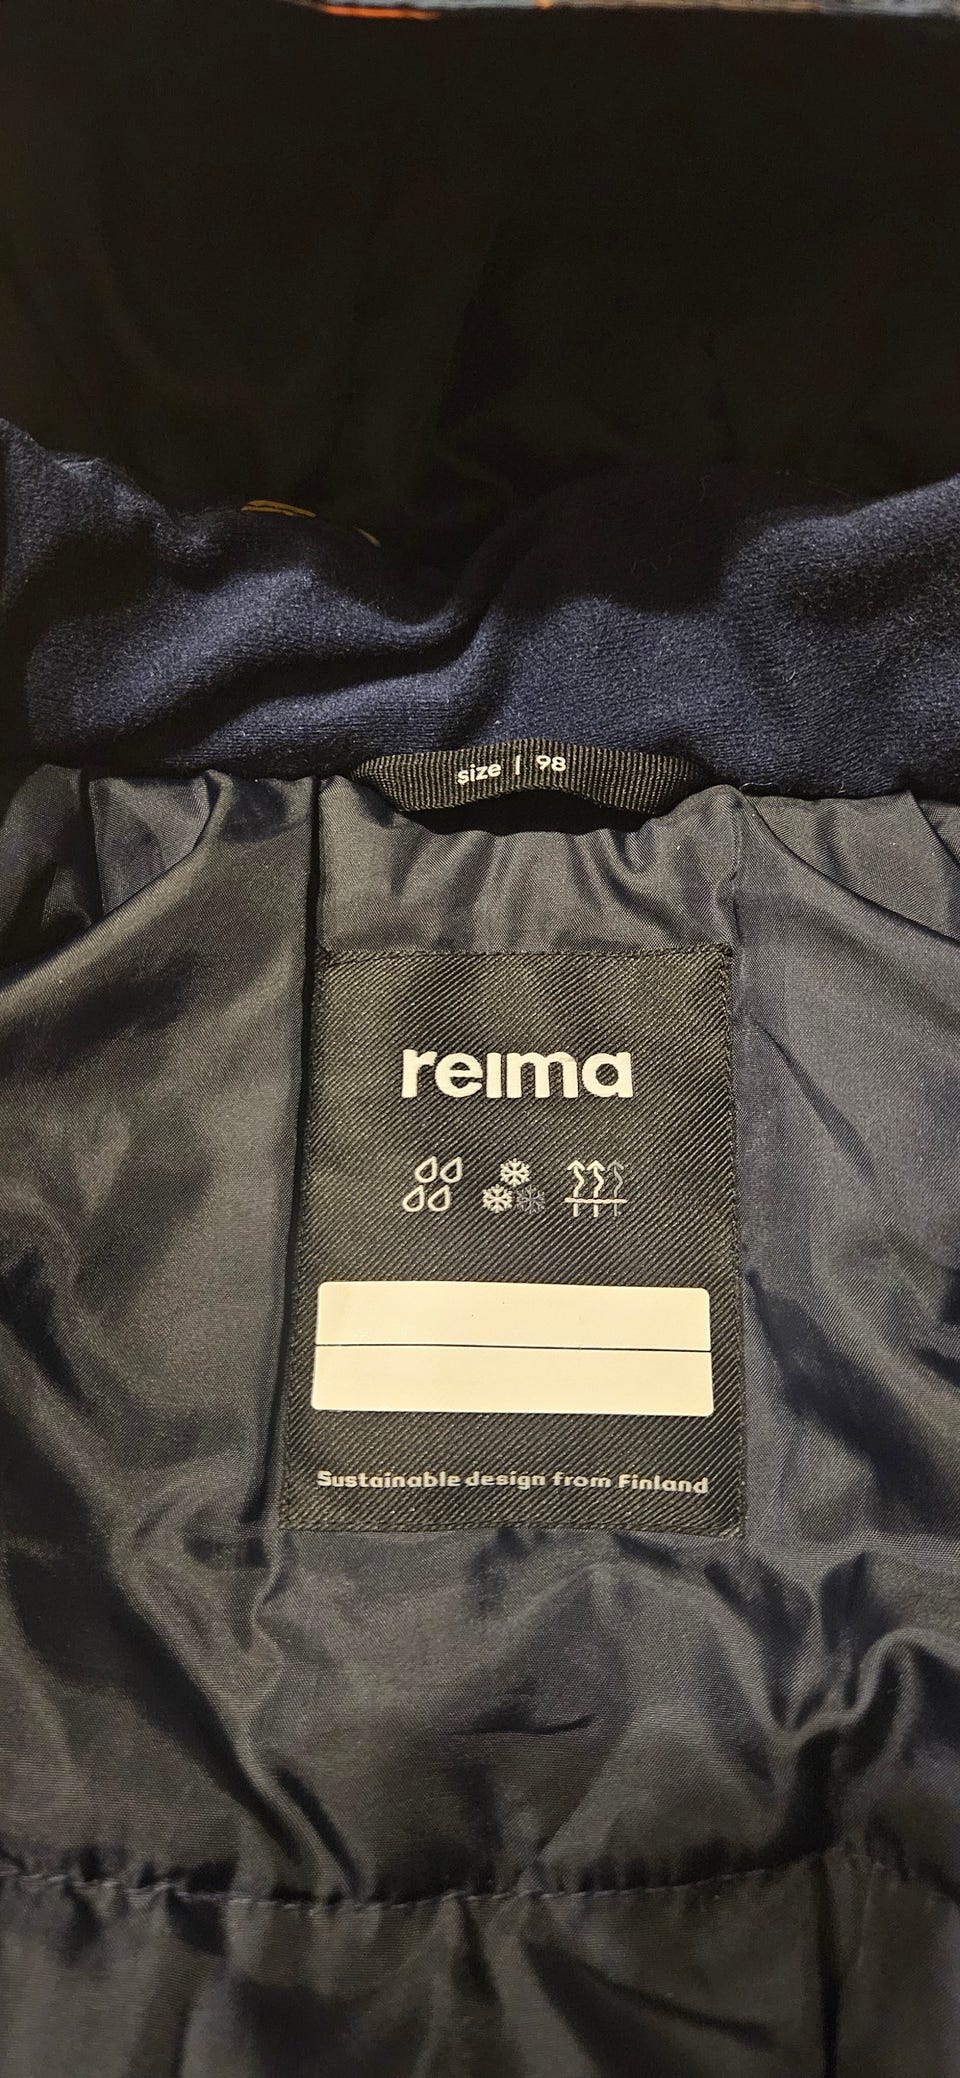 size | 98
reima
Sustainable design from Finland